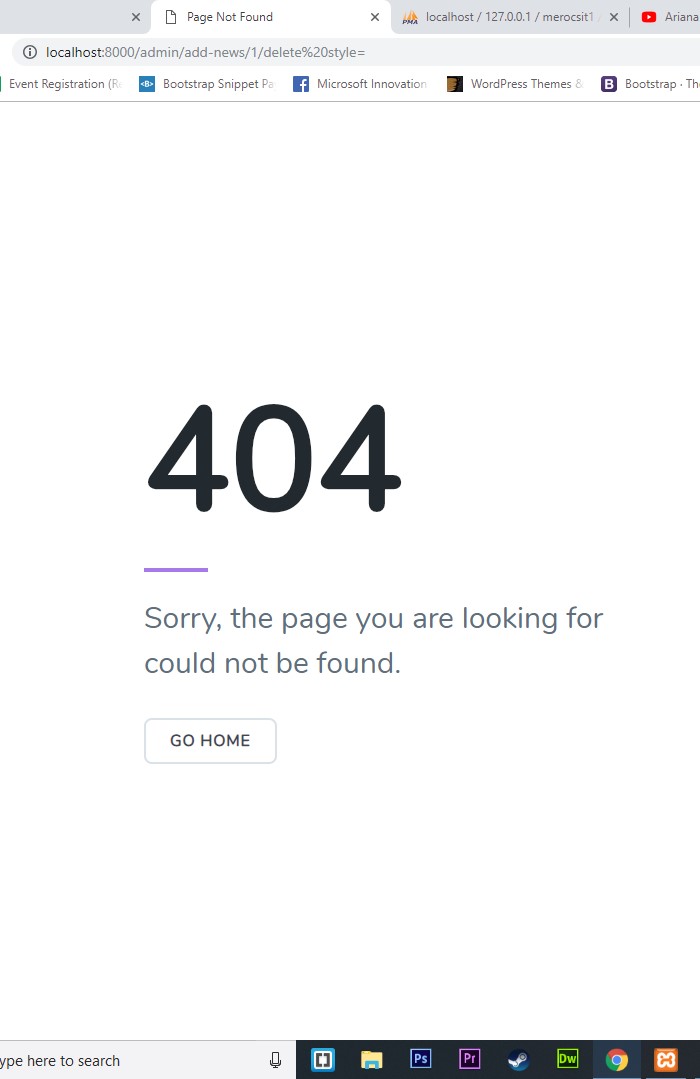 Page Not Found
localhost / 127.0.0.1 / merocsit1
Ariana
localhost:8000/admin/add-news/1/delete%20style=
Event Registration (Re
Bootstrap Snippet Pa
Microsoft Innovation
WordPress Themes &
Bootstrap · Th
404
Sorry, the page you are looking for
could not be found.
GO HOME
ype here to search
Ps
Pr
Dw